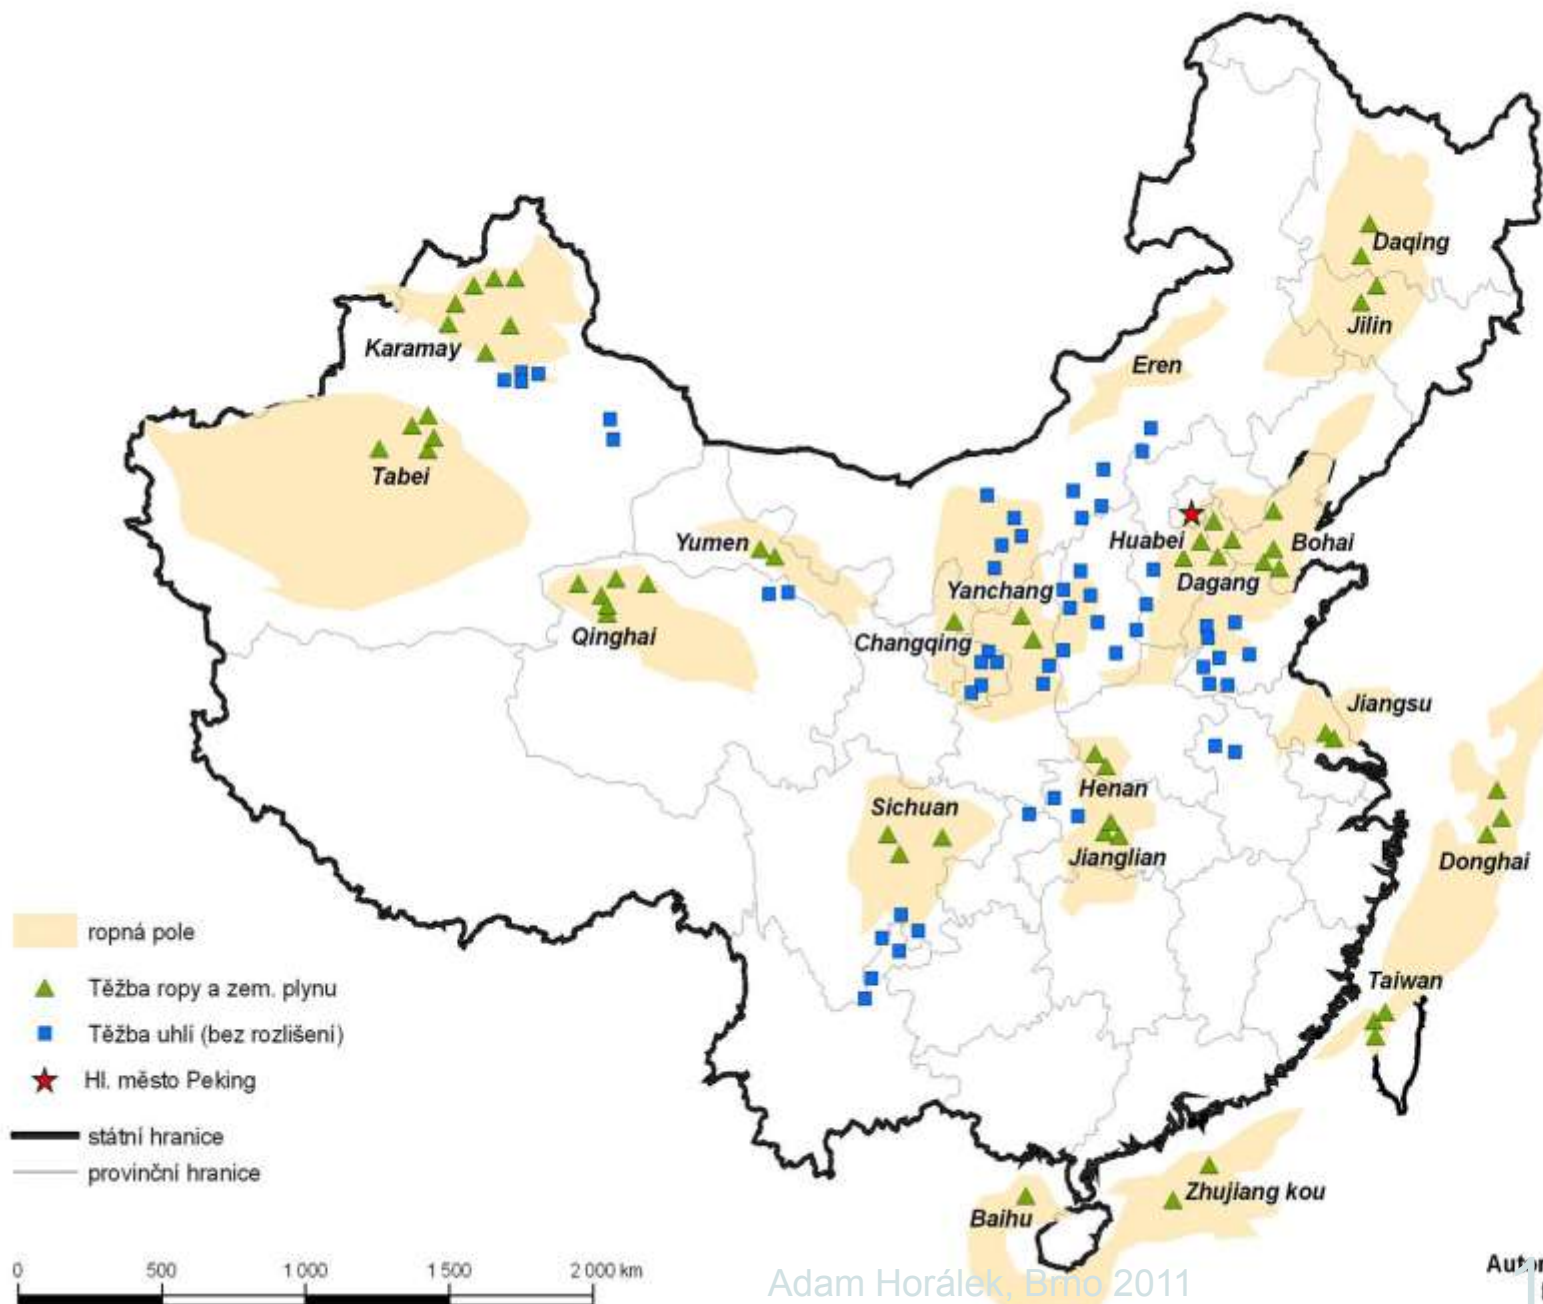 Daqing
Jilin
Karamay
Eren
Tabei
Yumen
Huabei
Bohai
Dagang
Yanchang
Qinghai
Changqing
Jiangsu
Henan
Sichuan
Jianglian
Donghai
Taiwan
Zhujiang kou
Baihu
ropná pole
Těžba ropy a zem. plynu
Těžba uhlí (bez rozlišení)
Hl. město Peking
státní hranice
provinční hranice
0 500 1 000 1 500 2 000 km
Adam Horálek, Brno 2011